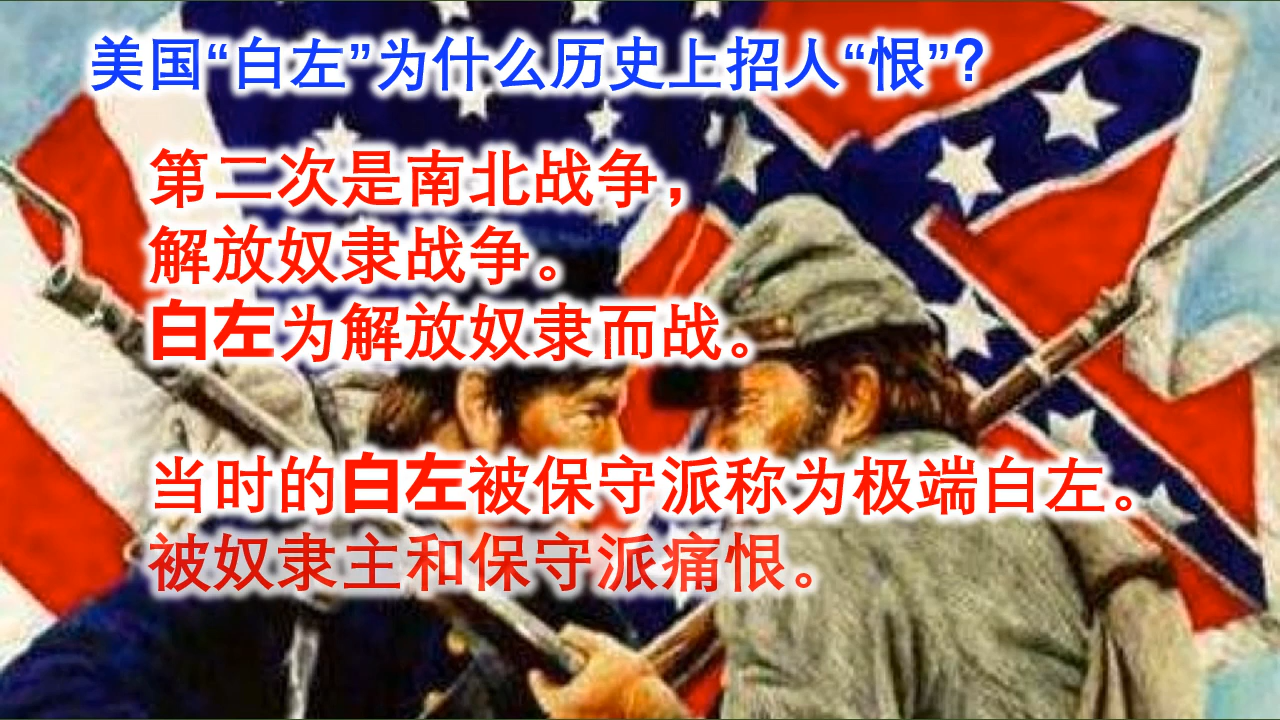 美国“白左”为什么历史上招人“恨”?
第二次是南北战争，
解放奴隶战争。
白左为解放奴隶而战。
当时的白左被保守派称为极端白左。
被奴隶主和保守派痛恨。